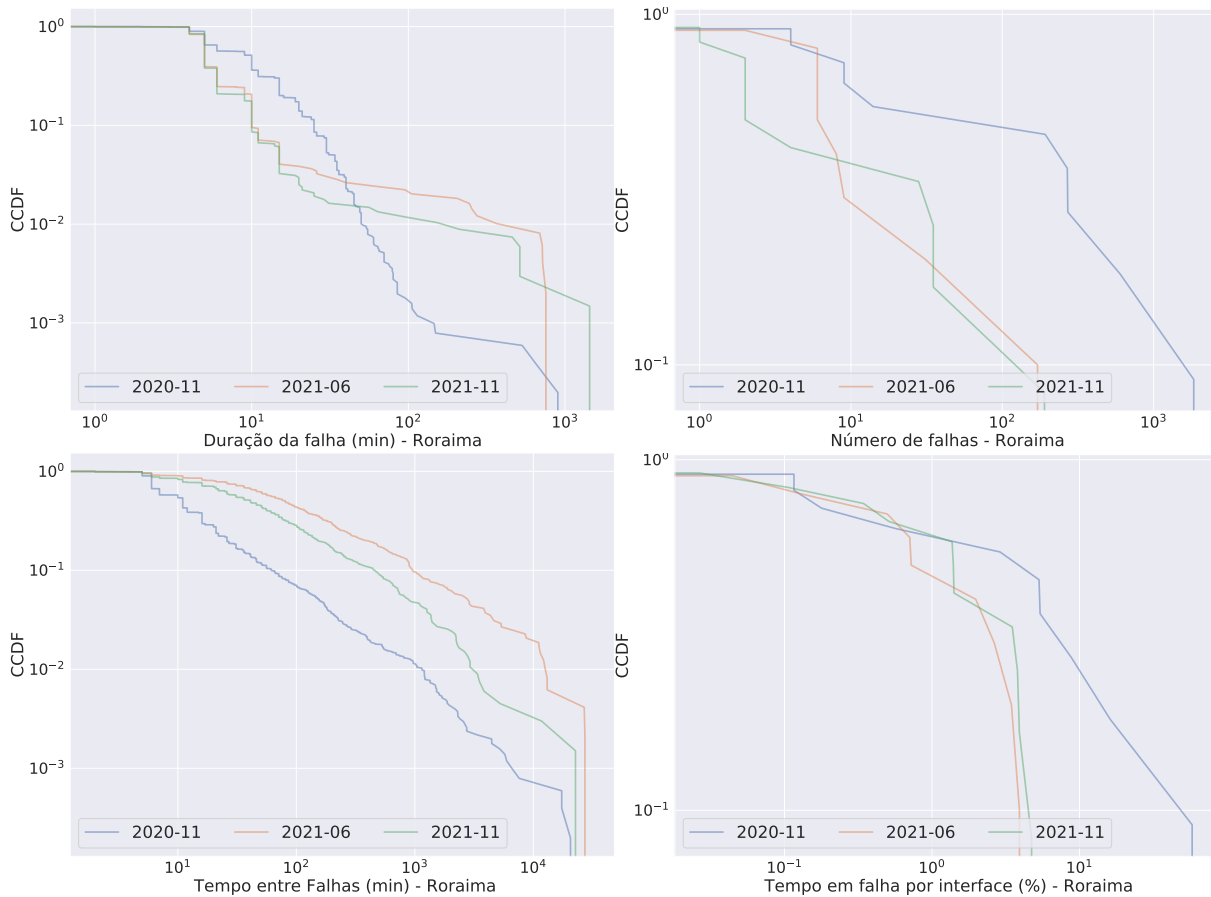 10⁰
10⁻¹
10⁻²
10⁻³
CCDF
2020-11 2021-06 2021-11
10⁰ 10¹ 10² 10³
Duração da falha (min) - Roraima
10⁰
10⁻¹
CCDF
2020-11 2021-06 2021-11
10⁰ 10¹ 10² 10³
Número de falhas - Roraima
10⁰
10⁻¹
10⁻²
10⁻³
CCDF
2020-11 2021-06 2021-11
10¹ 10² 10³ 10⁴
Tempo entre Falhas (min) - Roraima
10⁰
10⁻¹
CCDF
2020-11 2021-06 2021-11
10⁻¹ 10⁰ 10¹
Tempo em falha por interface (%) - Roraima